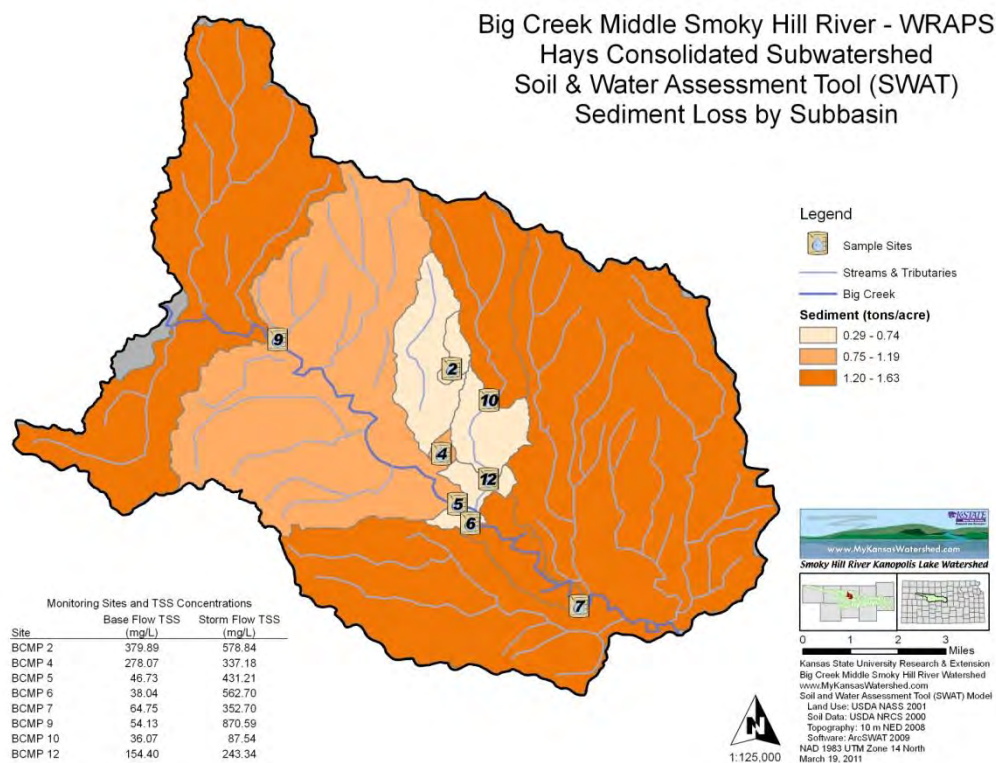 Big Creek Middle Smoky Hill River - WRAPS
Hays Consolidated Subwatershed
Soil & Water Assessment Tool (SWAT)
Sediment Loss by Subbasin
9
2
10
4
12
5
6
7
Legend
Sample Sites
Streams & Tributaries
Big Creek
Sediment (tons/acre)
0.29 - 0.74
0.75 - 1.19
1.20 - 1.63
Monitoring Sites and TSS Concentrations
Base Flow TSS Storm Flow TSS
Site (mg/L) (mg/L)
BCMP 2 379.89 578.84
BCMP 4 278.07 337.18
BCMP 5 46.73 431.21
BCMP 6 38.04 562.70
BCMP 7 64.75 352.70
BCMP 9 54.13 870.59
BCMP 10 36.07 87.54
BCMP 12 154.40 243.34
N
1:125,000
K-STATE
www.MyKansasWatershed.com
Smoky Hill River Kanopolis Lake Watershed
0 1 2 3
Miles
Kansas State University Research & Extension
Big Creek Middle Smoky Hill River Watershed
www.MyKansasWatershed.com
Soil and Water Assessment Tool (SWAT) Model
Land Use: USDA NASS 2001
Soil Data: USDA NRCS 2000
Topography: 10 m NED 2008
Software: ArcSWAT 2009
NAD 1983 UTM Zone 14 North
March 19, 2011